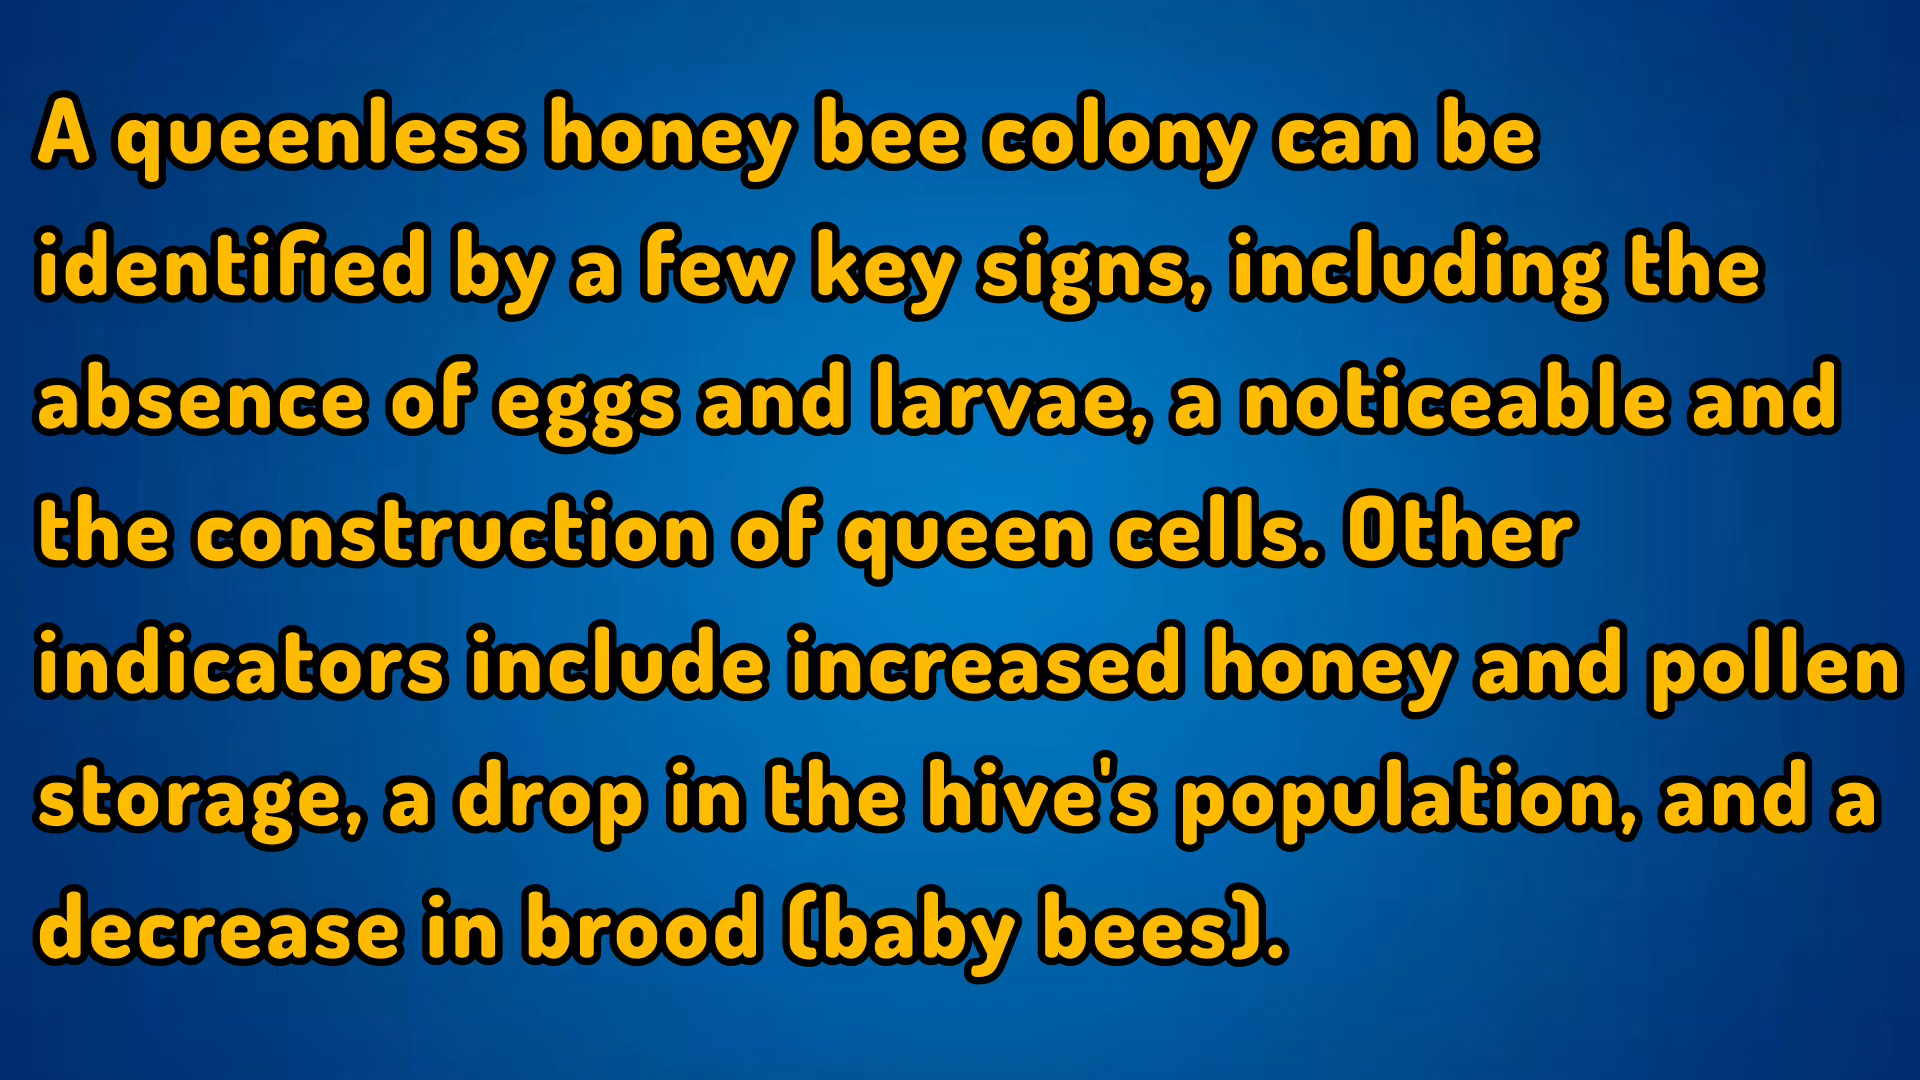 A queenless honey bee colony can be
identified by a few key signs, including the
absence of eggs and larvae, a noticeable and
the construction of queen cells. Other
indicators include increased honey and pollen
storage, a drop in the hive's population, and a
decrease in brood (baby bees).